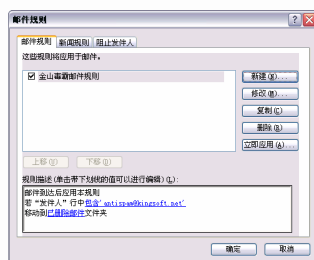 邮件规则
邮件规则 新闻规则 阻止发件人
这些规则将应用于邮件。
金山毒霸邮件规则
新建(N)...
修改(M)...
复制(C)
删除(R)
立即应用(A)...
上移(U) 下移(D)
规则描述(单击带下划线的值可以进行编辑)(L):
邮件到达后应用本规则
若“发件人”行中包含'antispam@kingsoft.net'
移动到已删除邮件文件夹
确定 取消